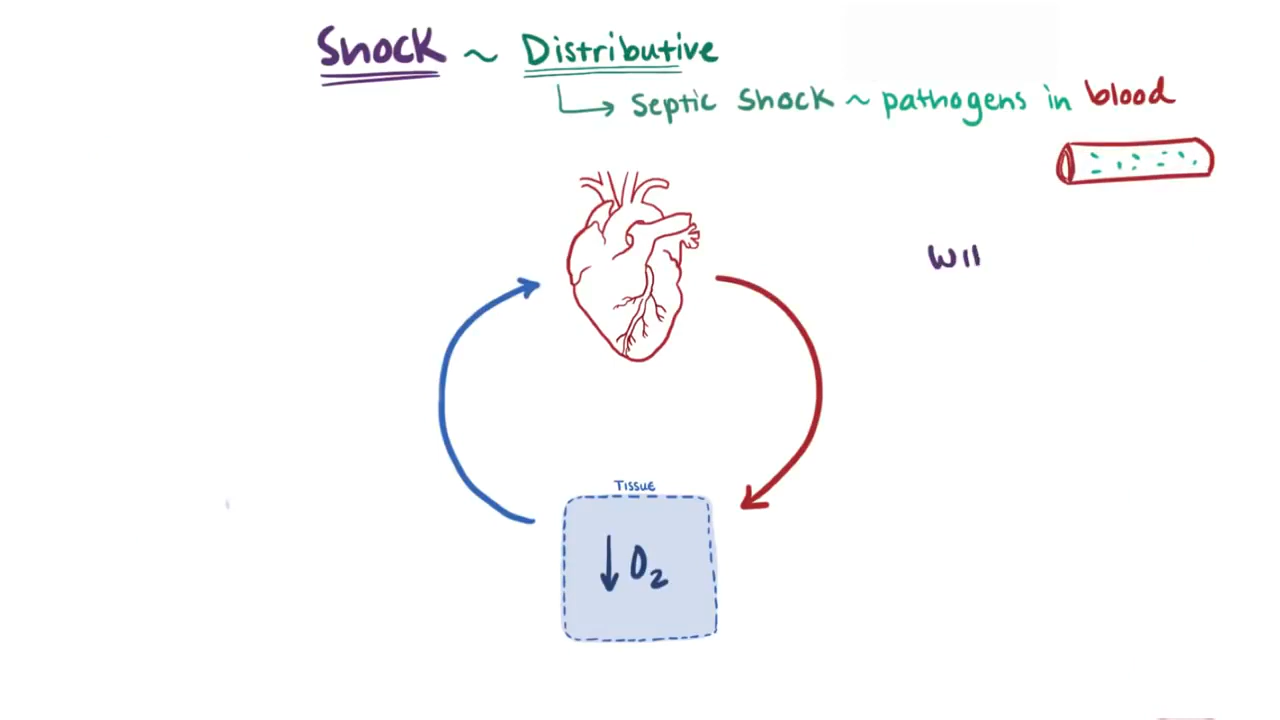 Shock ~ Distributive
Septic Shock ~ pathogens in blood
Tissue
↓ O₂